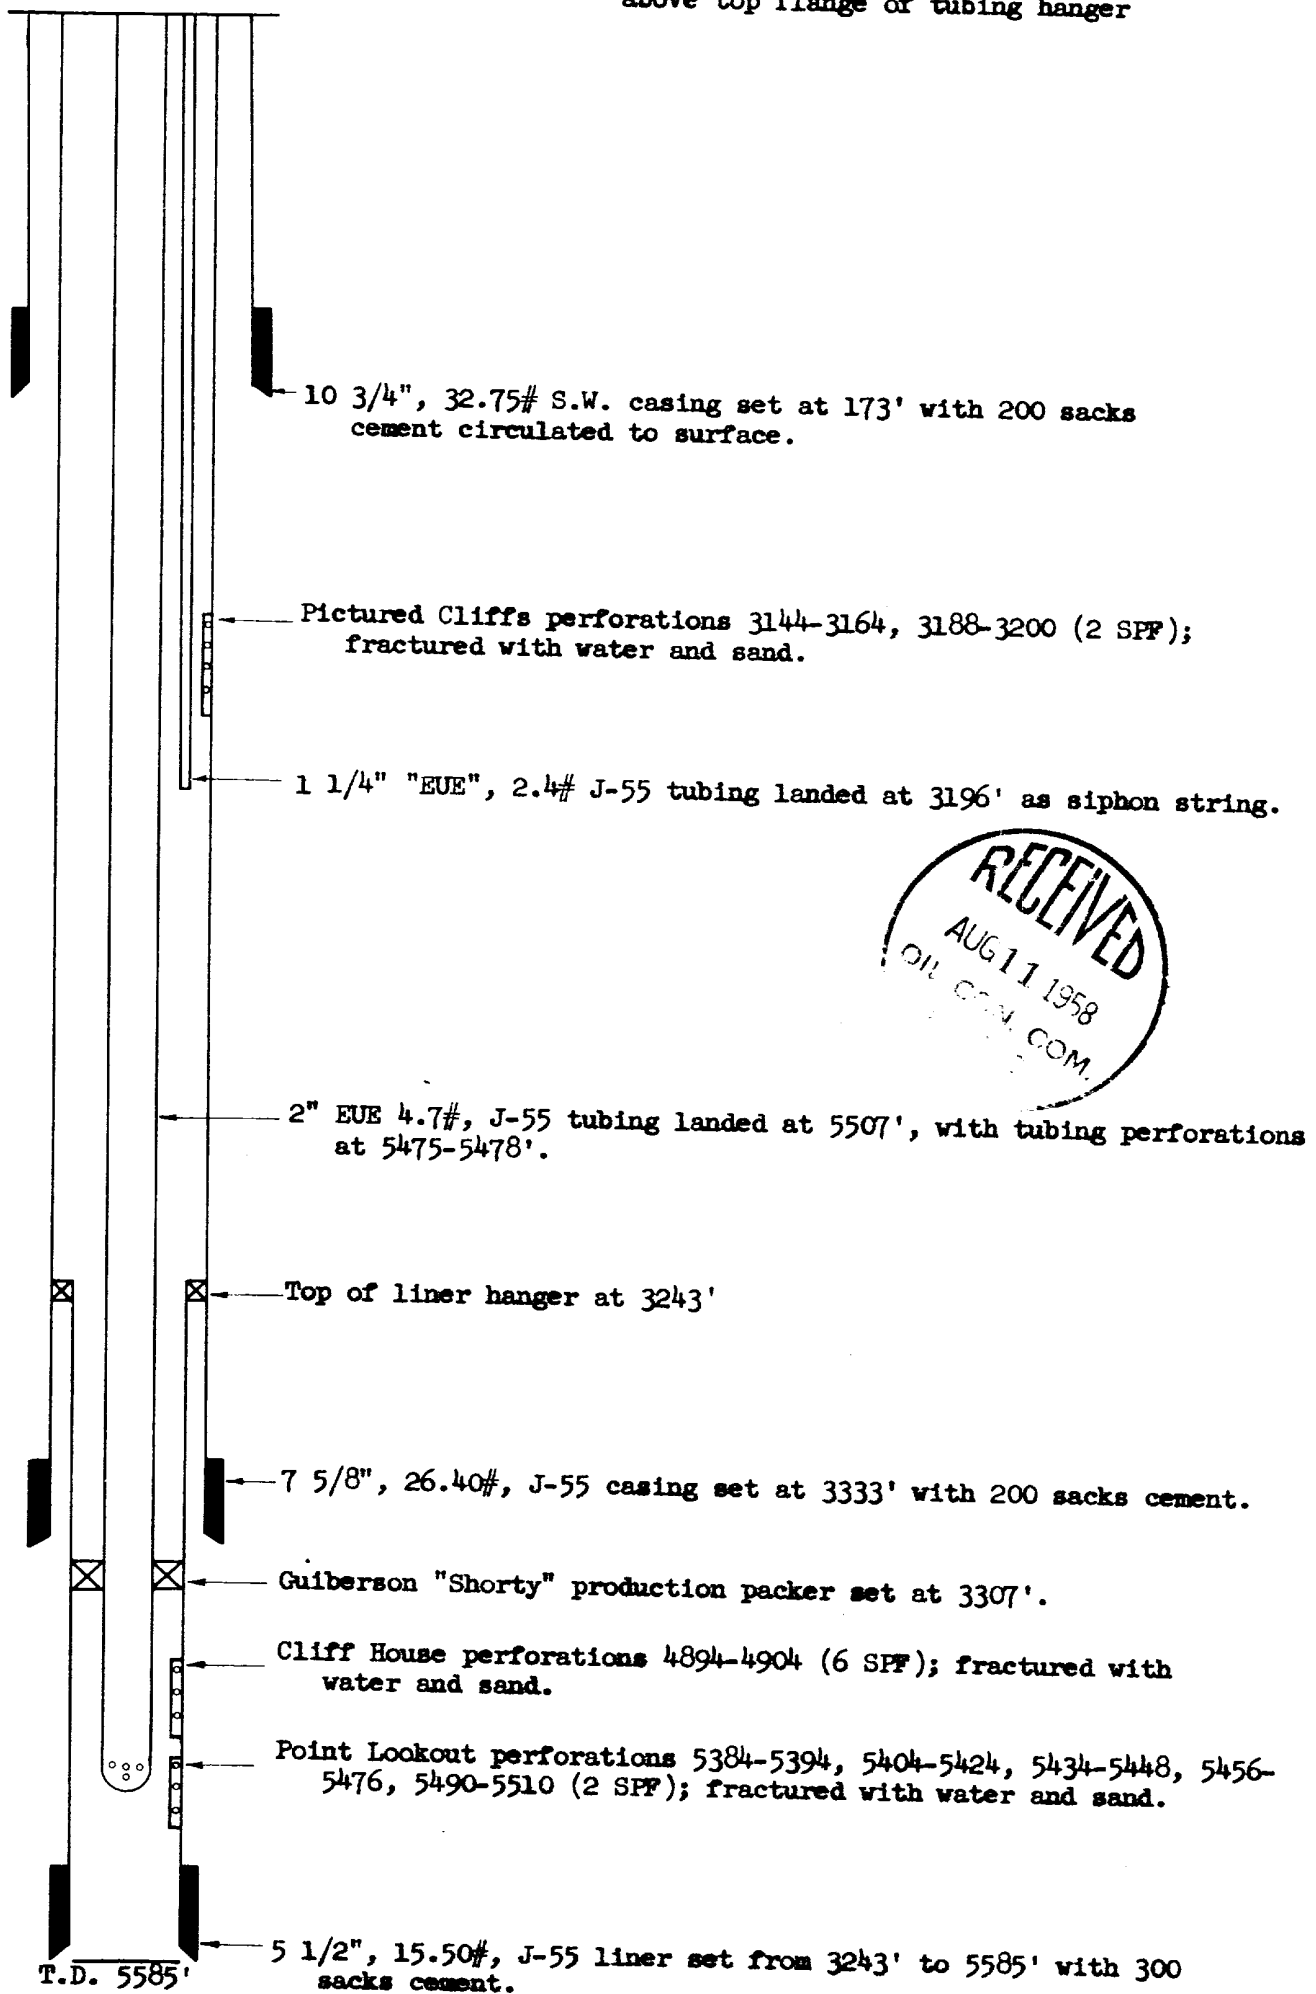 above top flange of tubing hanger
10 3/4", 32.75# S.W. casing set at 173' with 200 sacks
cement circulated to surface.
Pictured Cliffs perforations 3144-3164, 3188-3200 (2 SPF);
fractured with water and sand.
1 1/4" "EUE", 2.4# J-55 tubing landed at 3196' as siphon string.
RECEIVED
AUG 11 1958
OIL CON. COM.
2" EUE 4.7#, J-55 tubing landed at 5507', with tubing perforations
at 5475-5478'.
Top of liner hanger at 3243'
7 5/8", 26.40#, J-55 casing set at 3333' with 200 sacks cement.
Guiberson "Shorty" production packer set at 3307'.
Cliff House perforations 4894-4904 (6 SPF); fractured with
water and sand.
Point Lookout perforations 5384-5394, 5404-5424, 5434-5448, 5456-
5476, 5490-5510 (2 SPF); fractured with water and sand.
5 1/2", 15.50#, J-55 liner set from 3243' to 5585' with 300
sacks cement.
T.D. 5585'